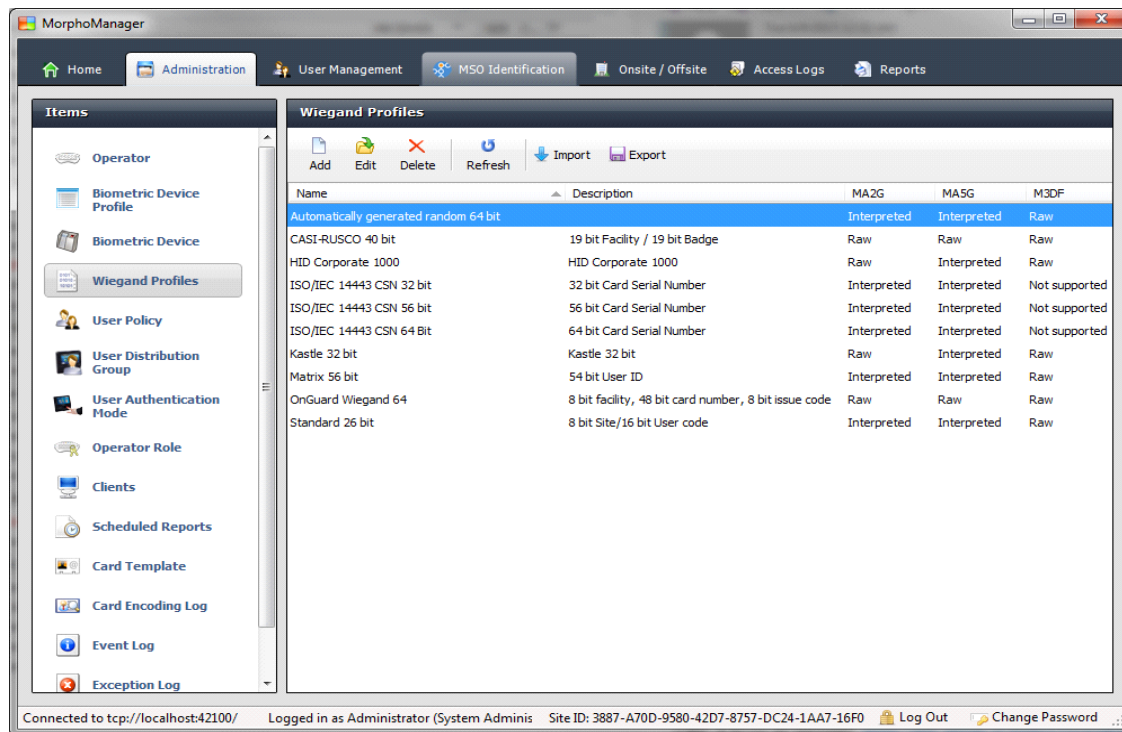 MorphoManager
Home Administration User Management MSO Identification Onsite / Offsite Access Logs Reports
Items
Operator
Biometric Device
Profile
Biometric Device
Wiegand Profiles
User Policy
User Distribution
Group
User Authentication
Mode
Operator Role
Clients
Scheduled Reports
Card Template
Card Encoding Log
Event Log
Exception Log
Wiegand Profiles
Add Edit Delete Refresh Import Export
Name Description MA2G MA5G M3DF
Automatically generated random 64 bit Interpreted Interpreted Raw
CASI-RUSCO 40 bit 19 bit Facility / 19 bit Badge Raw Raw Raw
HID Corporate 1000 HID Corporate 1000 Raw Interpreted Raw
ISO/IEC 14443 CSN 32 bit 32 bit Card Serial Number Interpreted Interpreted Not supported
ISO/IEC 14443 CSN 56 bit 56 bit Card Serial Number Interpreted Interpreted Not supported
ISO/IEC 14443 CSN 64 Bit 64 bit Card Serial Number Interpreted Interpreted Not supported
Kastle 32 bit Kastle 32 bit Raw Interpreted Raw
Matrix 56 bit 54 bit User ID Interpreted Interpreted Raw
OnGuard Wiegand 64 8 bit facility, 48 bit card number, 8 bit issue code Raw Raw Raw
Standard 26 bit 8 bit Site/16 bit User code Interpreted Interpreted Raw
Connected to tcp://localhost:42100/ Logged in as Administrator (System Adminis Site ID: 3887-A70D-9580-42D7-8757-DC24-1AA7-16F0 Log Out Change Password